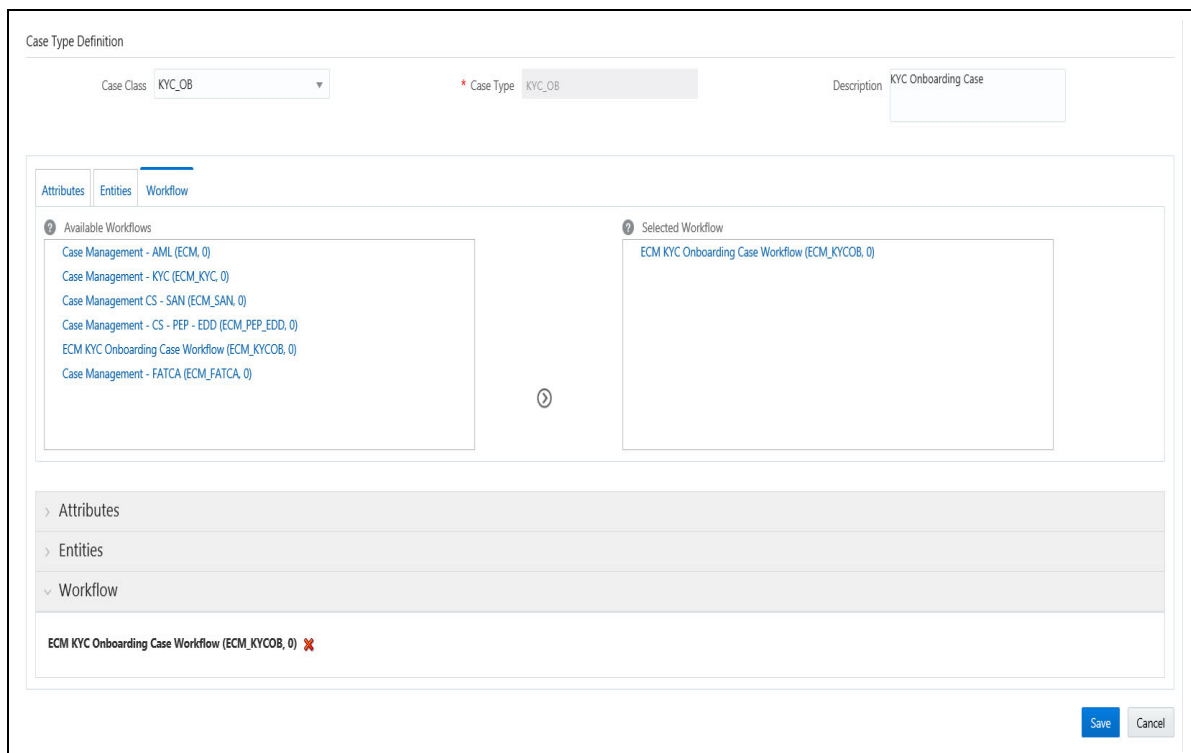 Case Type Definition
Case Class KYC_OB * Case Type KYC_OB Description KYC Onboarding Case
Attributes Entities Workflow
Available Workflows Selected Workflow
Case Management - AML (ECM, 0) ECM KYC Onboarding Case Workflow (ECM_KYCOB, 0)
Case Management - KYC (ECM_KYC, 0)
Case Management CS - SAN (ECM_SAN, 0)
Case Management - CS - PEP - EDD (ECM_PEP_EDD, 0)
ECM KYC Onboarding Case Workflow (ECM_KYCOB, 0)
Case Management - FATCA (ECM_FATCA, 0)
Attributes
Entities
Workflow
ECM KYC Onboarding Case Workflow (ECM_KYCOB, 0)
Save Cancel